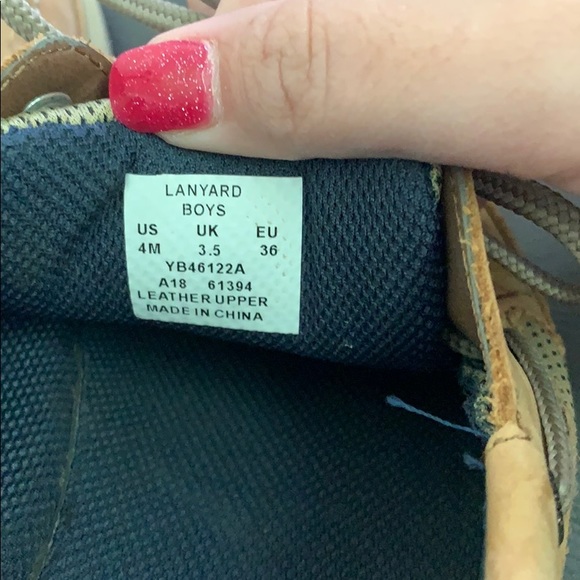 LANYARD
BOYS
US UK EU
4M 3.5 36
YB46122A
A18 61394
LEATHER UPPER
MADE IN CHINA